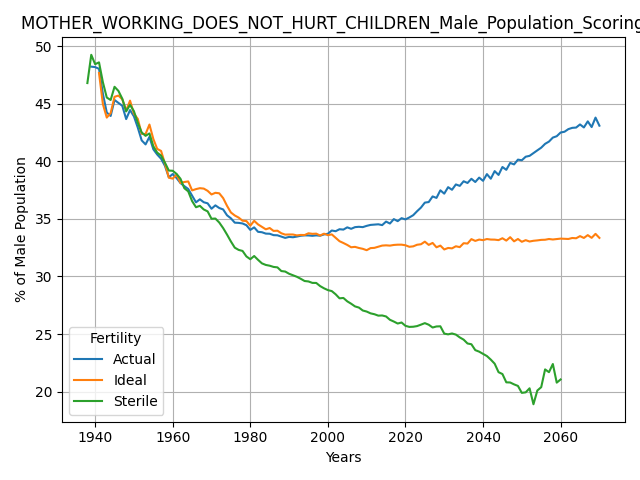 MOTHER_WORKING_DOES_NOT_HURT_CHILDREN_Male_Population_Scoring
% of Male Population
50
45
40
35
30
25
20
Fertility
Actual
Ideal
Sterile
1940 1960 1980 2000 2020 2040 2060
Years